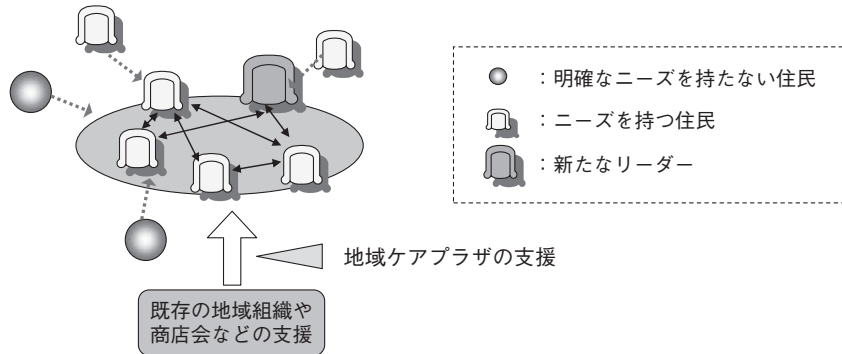 ：明確なニーズを持たない住民
：ニーズを持つ住民
：新たなリーダー
地域ケアプラザの支援
既存の地域組織や
商店会などの支援